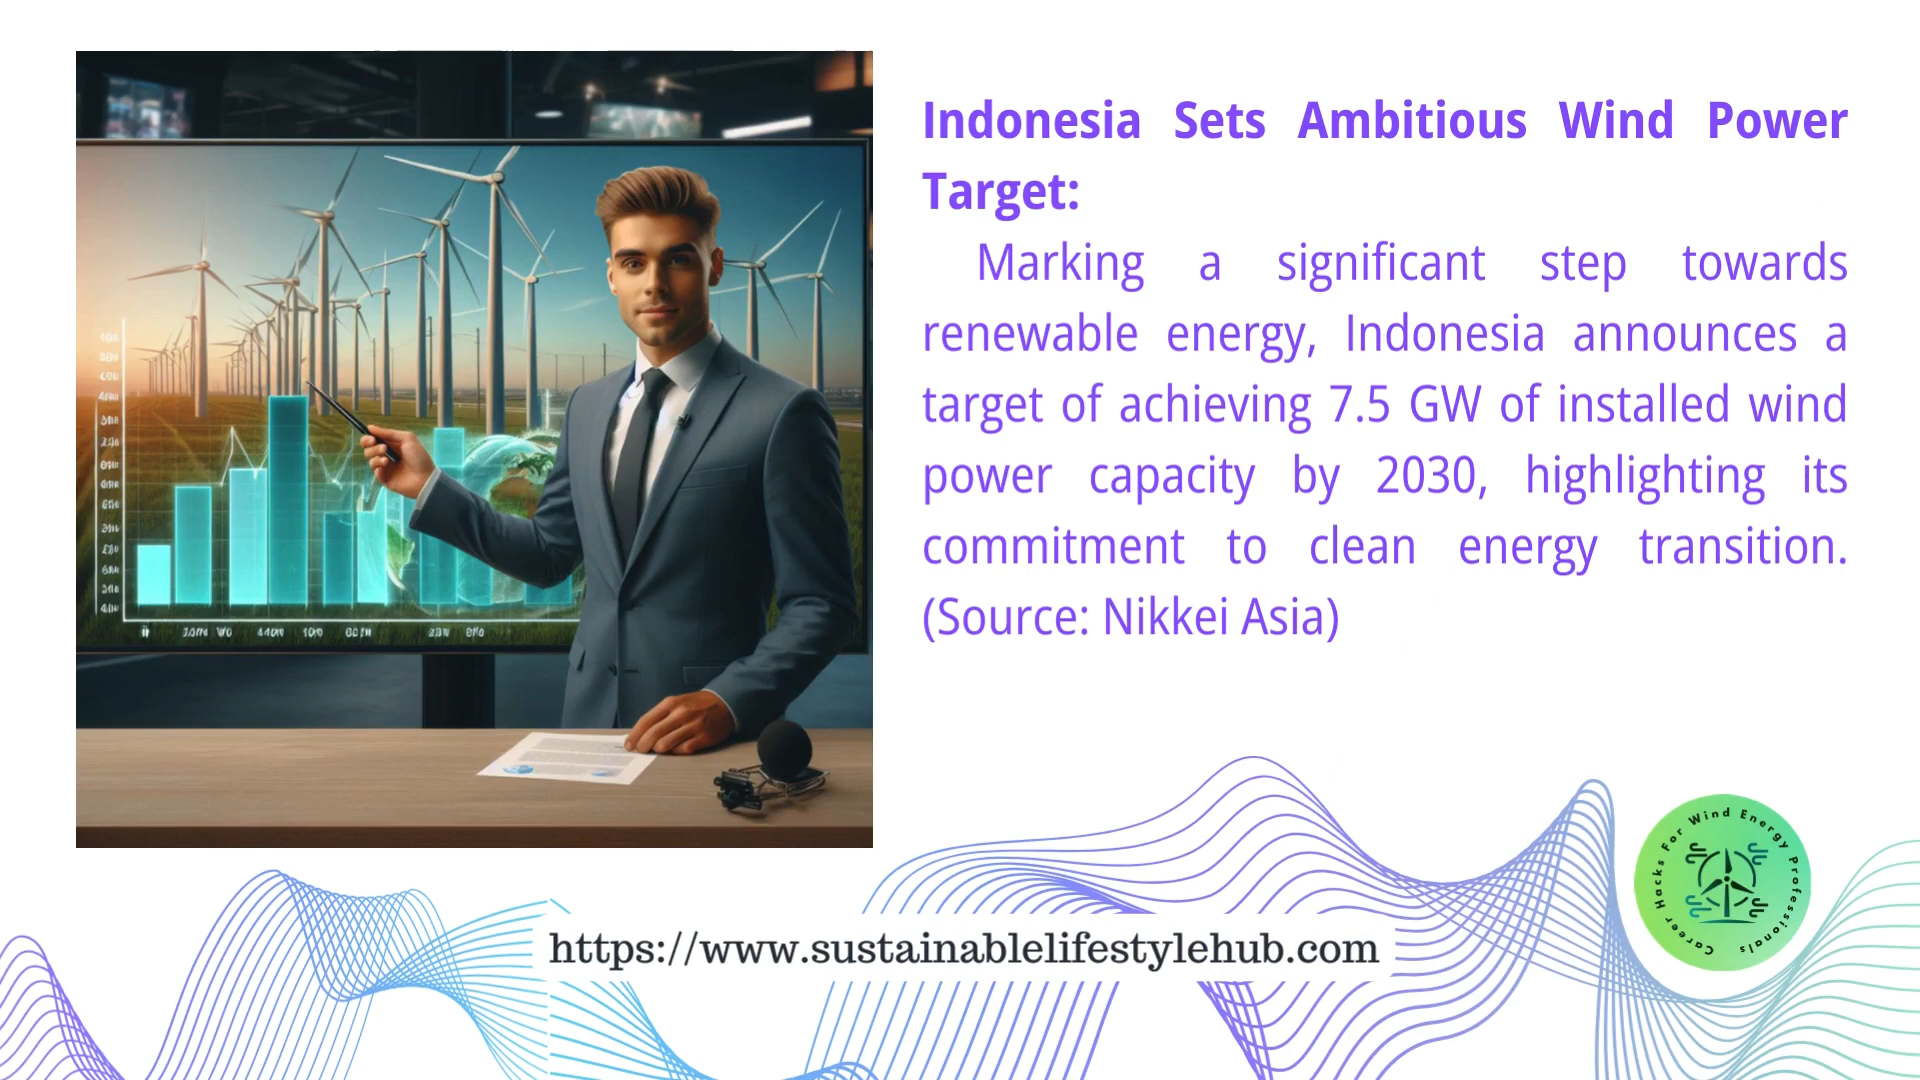 Indonesia Sets Ambitious Wind Power
Target:
Marking a significant step towards
renewable energy, Indonesia announces a
target of achieving 7.5 GW of installed wind
power capacity by 2030, highlighting its
commitment to clean energy transition.
(Source: Nikkei Asia)
Career Hacks For Wind Energy Professionals
https://www.sustainablelifestylehub.com